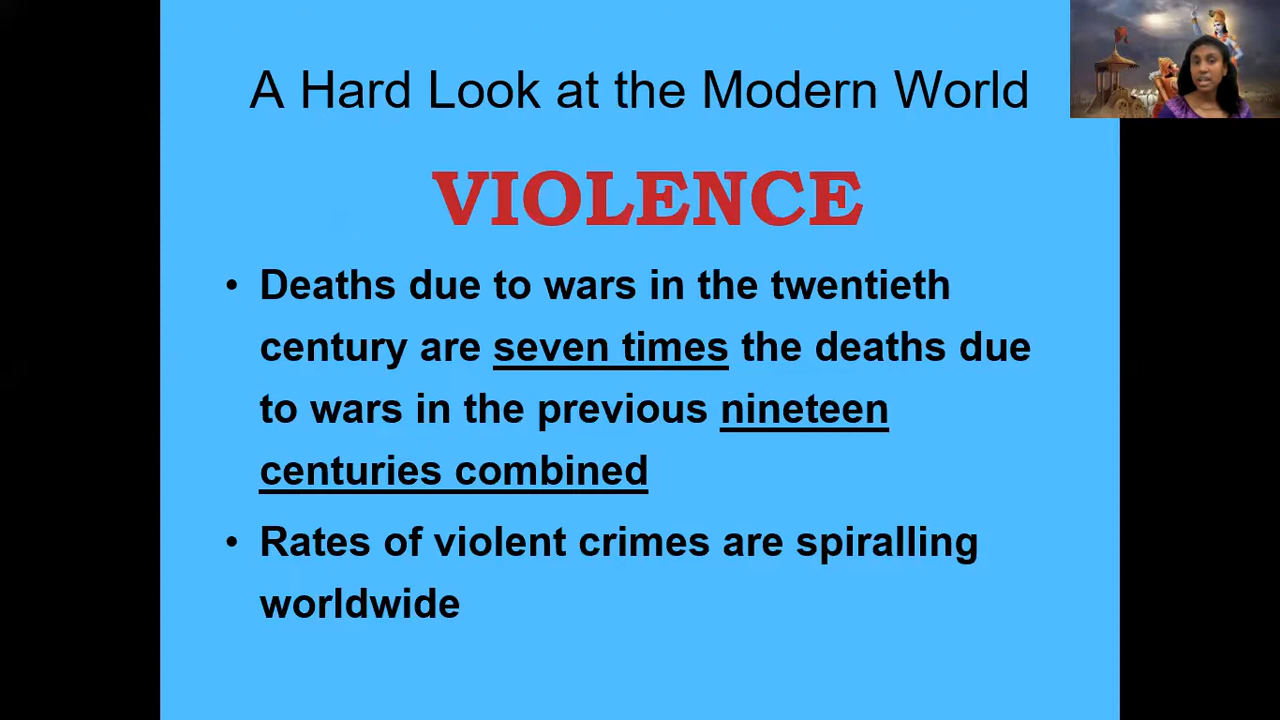 A Hard Look at the Modern World
VIOLENCE
• Deaths due to wars in the twentieth
century are seven times the deaths due
to wars in the previous nineteen
centuries combined
• Rates of violent crimes are spiralling
worldwide